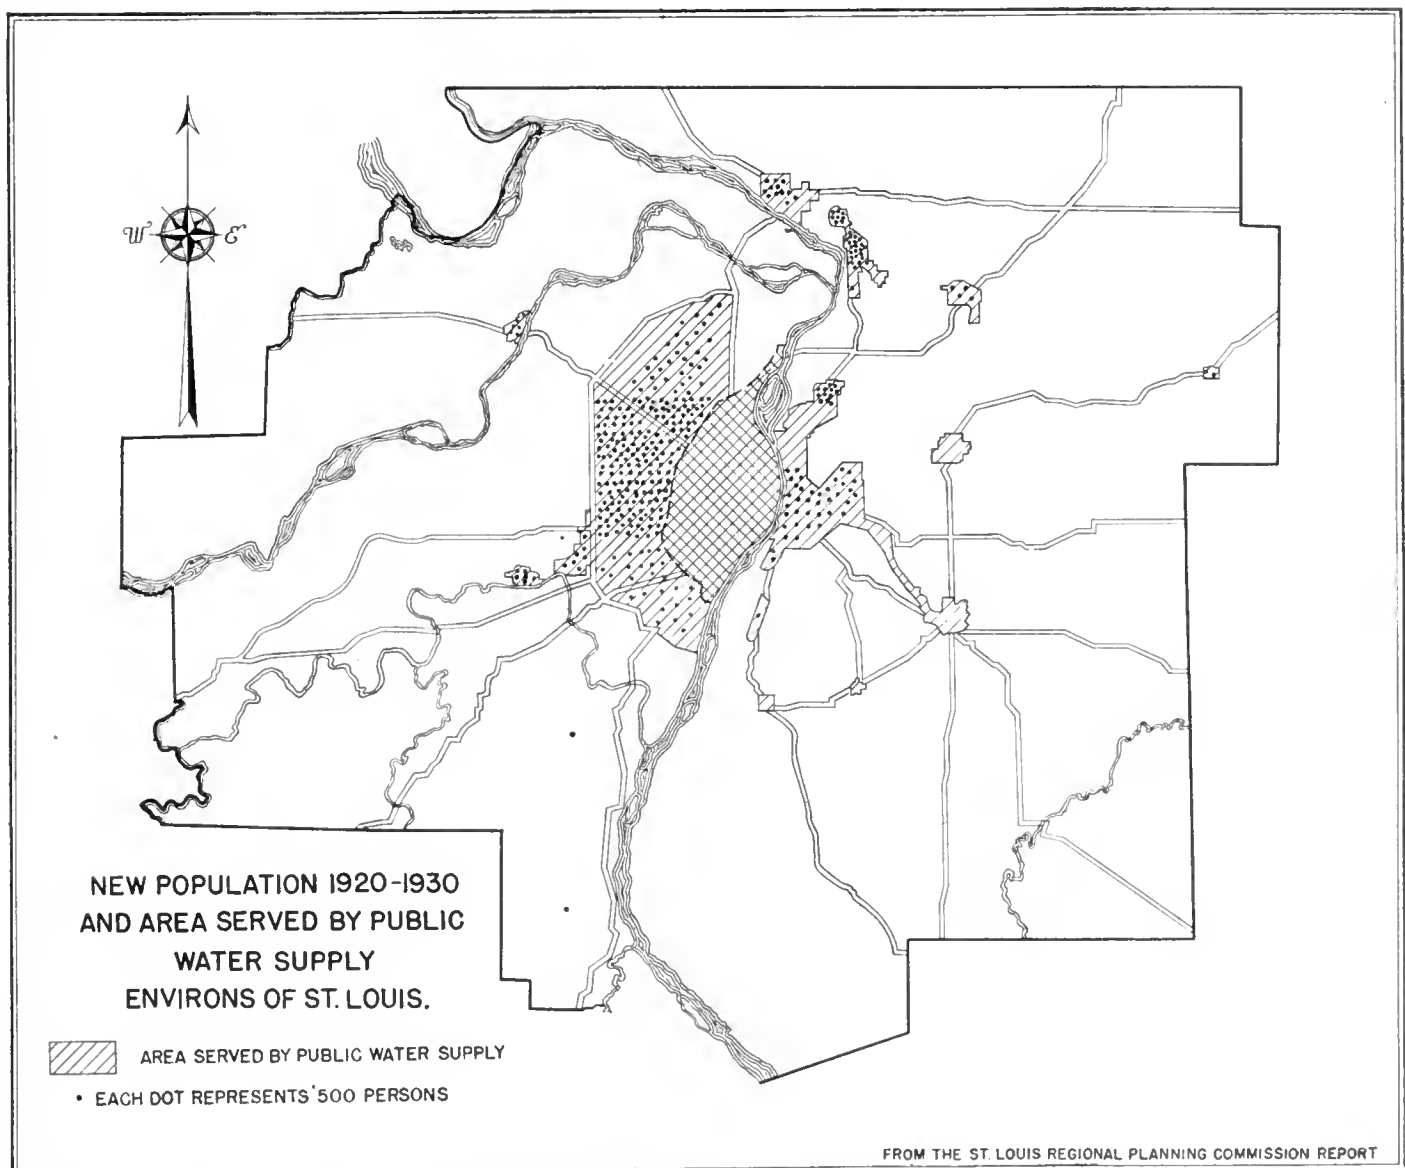 W E
NEW POPULATION 1920-1930
AND AREA SERVED BY PUBLIC
WATER SUPPLY
ENVIRONS OF ST. LOUIS.
AREA SERVED BY PUBLIC WATER SUPPLY
• EACH DOT REPRESENTS 500 PERSONS
FROM THE ST. LOUIS REGIONAL PLANNING COMMISSION REPORT